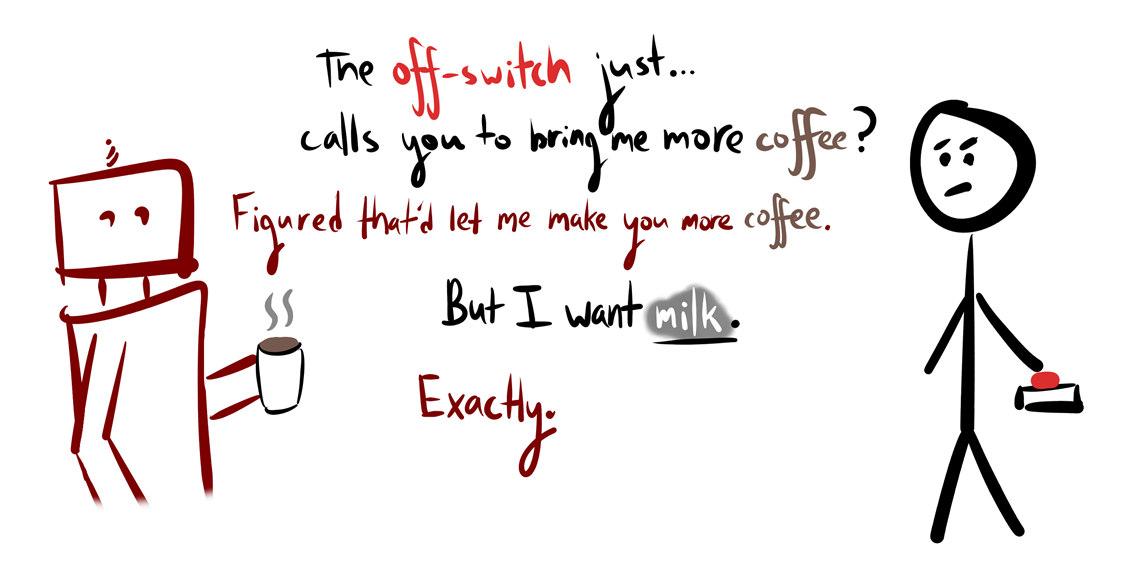 The off-switch just...
calls you to bring me more coffee?
Figured that'd let me make you more coffee.
But I want milk.
Exactly.